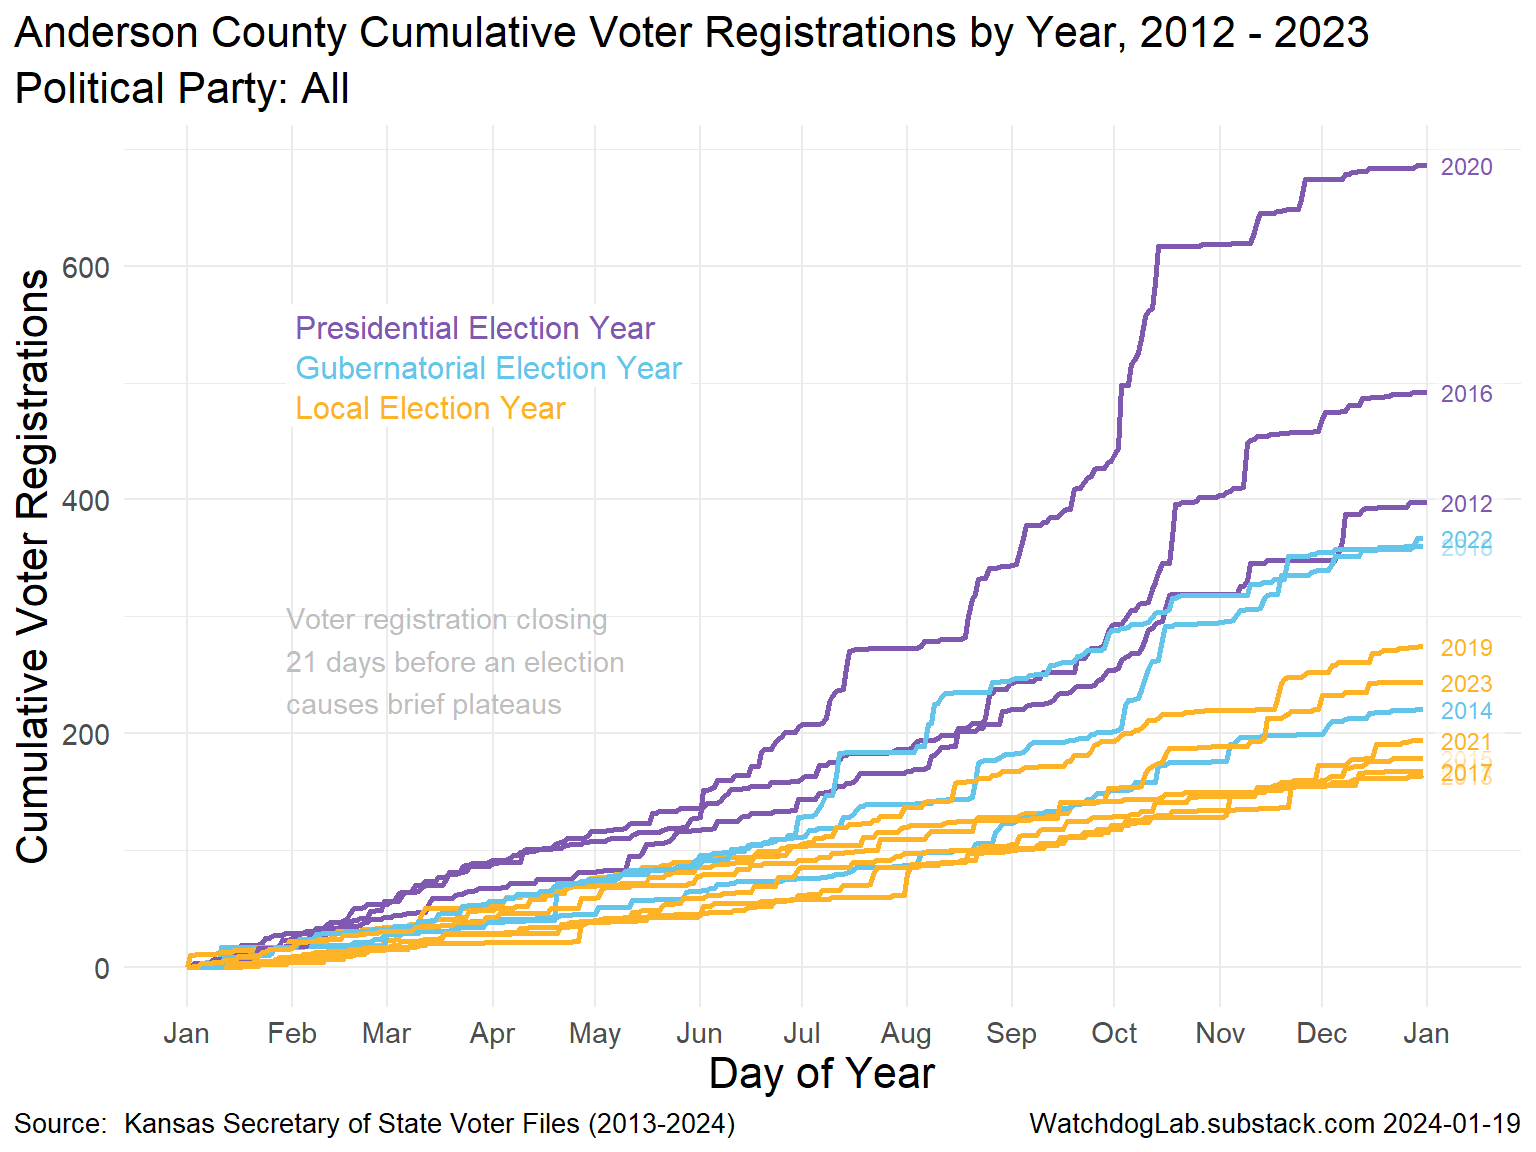 Anderson County Cumulative Voter Registrations by Year, 2012 - 2023
Political Party: All
Cumulative Voter Registrations
600
400
200
0
Presidential Election Year
Gubernatorial Election Year
Local Election Year
Voter registration closing
21 days before an election
causes brief plateaus
2020
2016
2012
2022
2018
2019
2023
2014
2021
2015
2017
2013
Jan Feb Mar Apr May Jun Jul Aug Sep Oct Nov Dec Jan
Day of Year
Source:  Kansas Secretary of State Voter Files (2013-2024)
WatchdogLab.substack.com 2024-01-19